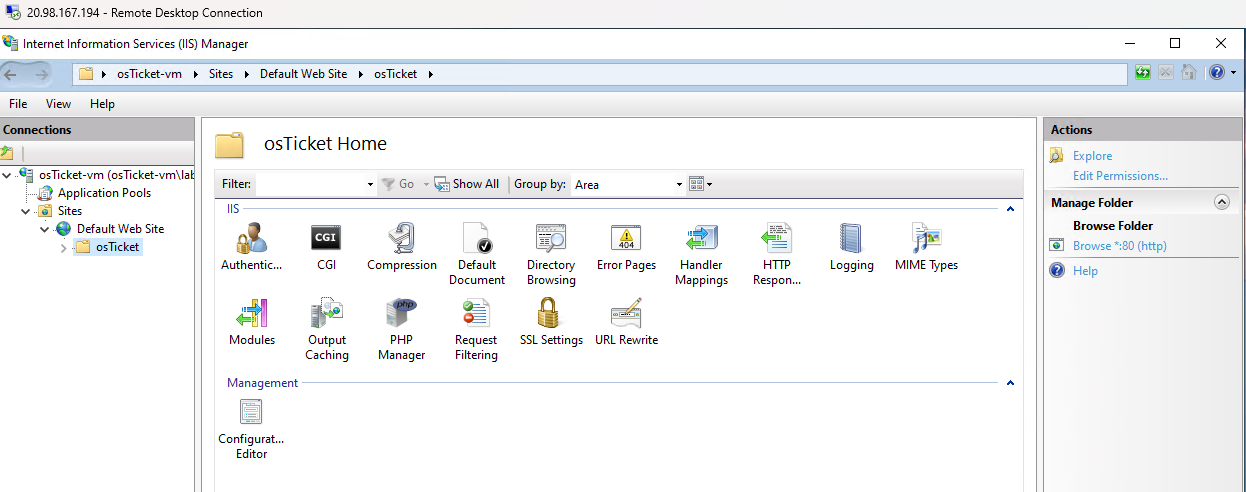 20.98.167.194 - Remote Desktop Connection
Internet Information Services (IIS) Manager
osTicket-vm Sites Default Web Site osTicket
File View Help
Connections
osTicket-vm (osTicket-vm\lab
Application Pools
Sites
Default Web Site
osTicket
osTicket Home
Filter: Go Show All Group by: Area
IIS
Authentic... CGI Compression Default Document Directory Browsing Error Pages Handler Mappings HTTP Respon... Logging MIME Types
CGI 404
Modules Output Caching PHP Manager Request Filtering SSL Settings URL Rewrite
php
Management
Configurat... Editor
Actions
Explore
Edit Permissions...
Manage Folder
Browse Folder
Browse *:80 (http)
Help